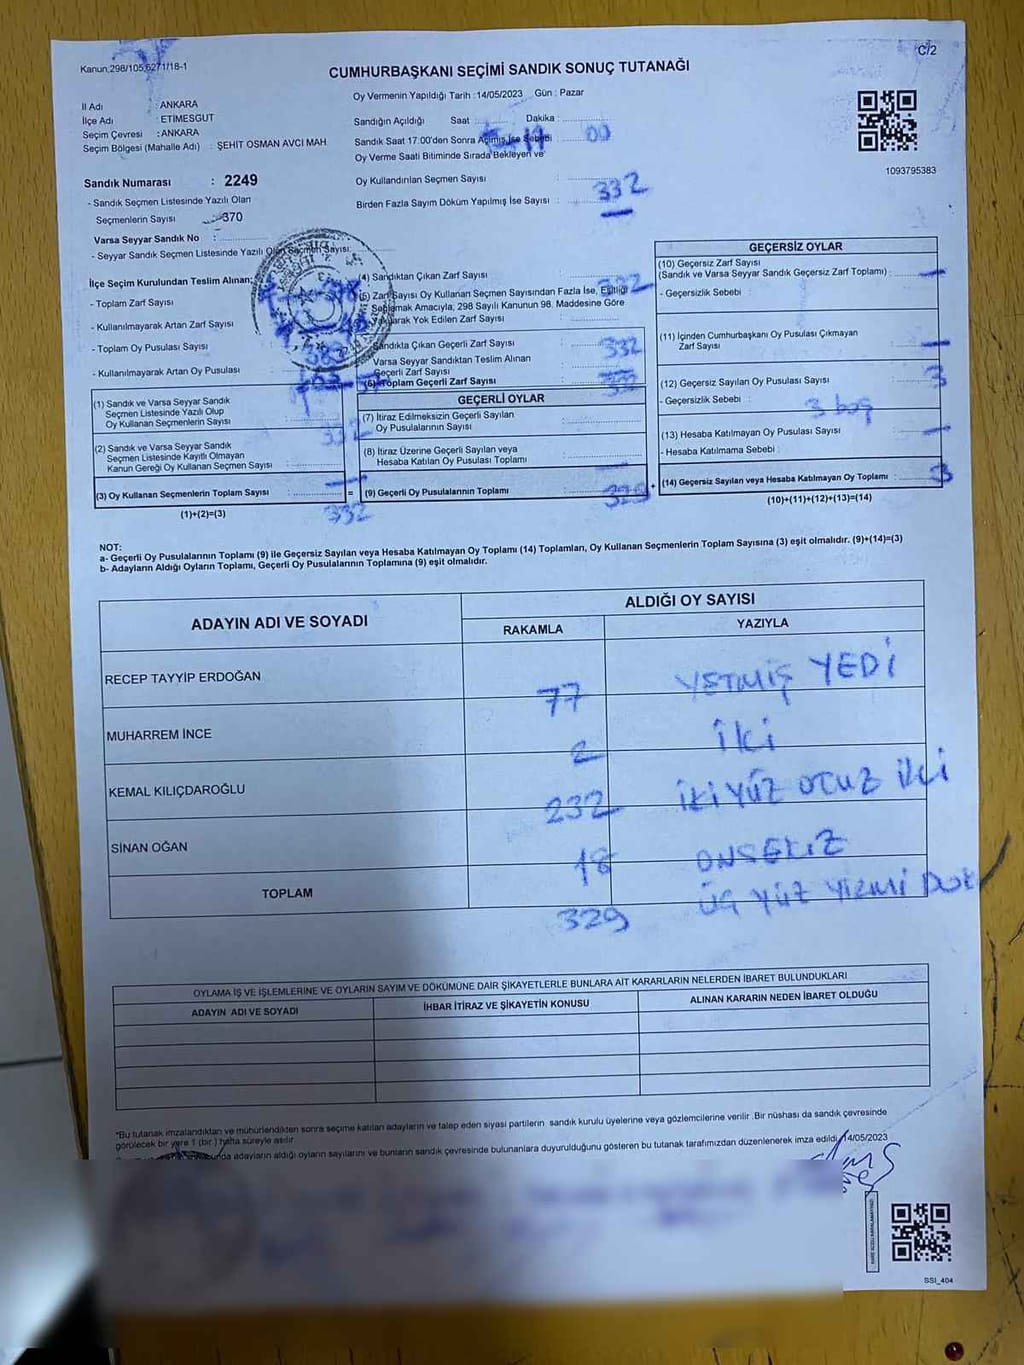 C/2
Kanun,298/105,6271/18-1
CUMHURBAŞKANI SEÇİMİ SANDIK SONUÇ TUTANAĞI
İl Adı : ANKARA
İlçe Adı : ETİMESGUT
Seçim Çevresi : ANKARA
Seçim Bölgesi (Mahalle Adı) : ŞEHİT OSMAN AVCI MAH
Sandık Numarası : 2249
- Sandık Seçmen Listesinde Yazılı Olan
Seçmenlerin Sayısı 370
Varsa Seyyar Sandık No :
- Seyyar Sandık Seçmen Listesinde Yazılı Olan Seçmen Sayısı:
Oy Vermenin Yapıldığı Tarih :14/05/2023 Gün : Pazar
Sandığın Açıldığı Saat Dakika :
Sandık Saat 17:00'den Sonra Açılmış İse Sebebi 00
Oy Verme Saati Bitiminde Sırada Bekleyen ve
Oy Kullandırılan Seçmen Sayısı :
Birden Fazla Sayım Döküm Yapılmış İse Sayısı : 332
1093795383
İlçe Seçim Kurulundan Teslim Alınan;
- Toplam Zarf Sayısı
- Kullanılmayarak Artan Zarf Sayısı
- Toplam Oy Pusulası Sayısı
- Kullanılmayarak Artan Oy Pusulası
(4) Sandıktan Çıkan Zarf Sayısı 332
(5) Zarf Sayısı Oy Kullanan Seçmen Sayısından Fazla İse, Eşitliği
Sağlamak Amacıyla, 298 Sayılı Kanunun 98. Maddesine Göre
Yakılarak Yok Edilen Zarf Sayısı
Sandıkta Çıkan Geçerli Zarf Sayısı 332
Varsa Seyyar Sandıktan Teslim Alınan
Geçerli Zarf Sayısı
(6) Toplam Geçerli Zarf Sayısı 332
GEÇERSİZ OYLAR
(10) Geçersiz Zarf Sayısı
(Sandık ve Varsa Seyyar Sandık Geçersiz Zarf Toplamı) : —
- Geçersizlik Sebebi :
(11) İçinden Cumhurbaşkanı Oy Pusulası Çıkmayan
Zarf Sayısı —
(12) Geçersiz Sayılan Oy Pusulası Sayısı 3
- Geçersizlik Sebebi : 3 boş
(13) Hesaba Katılmayan Oy Pusulası Sayısı —
- Hesaba Katılmama Sebebi :
(14) Geçersiz Sayılan veya Hesaba Katılmayan Oy Toplamı : 3
(10)+(11)+(12)+(13)=(14)
(1) Sandık ve Varsa Seyyar Sandık
Seçmen Listesinde Yazılı Olup
Oy Kullanan Seçmenlerin Sayısı 332
(2) Sandık ve Varsa Seyyar Sandık
Seçmen Listesinde Kayıtlı Olmayan
Kanun Gereği Oy Kullanan Seçmen Sayısı —
(3) Oy Kullanan Seçmenlerin Toplam Sayısı 332
(1)+(2)=(3)
=
GEÇERLİ OYLAR
(7) İtiraz Edilmeksizin Geçerli Sayılan
Oy Pusulalarının Sayısı
(8) İtiraz Üzerine Geçerli Sayılan veya
Hesaba Katılan Oy Pusulası Toplamı —
(9) Geçerli Oy Pusulalarının Toplamı 329
+
NOT:
a- Geçerli Oy Pusulalarının Toplamı (9) ile Geçersiz Sayılan veya Hesaba Katılmayan Oy Toplamı (14) Toplamları, Oy Kullanan Seçmenlerin Toplam Sayısına (3) eşit olmalıdır. (9)+(14)=(3)
b- Adayların Aldığı Oyların Toplamı, Geçerli Oy Pusulalarının Toplamına (9) eşit olmalıdır.
ADAYIN ADI VE SOYADI
ALDIĞI OY SAYISI
RAKAMLA YAZIYLA
RECEP TAYYİP ERDOĞAN 77 YETMİŞ YEDİ
MUHARREM İNCE 2 İKİ
KEMAL KILIÇDAROĞLU 232 İKİ YÜZ OTUZ İKİ
SİNAN OĞAN 18 ONSEKİZ
TOPLAM 329 ÜÇ YÜZ YİRMİ
OYLAMA İŞ VE İŞLEMLERİNE VE OYLARIN SAYIM VE DÖKÜMÜNE DAİR ŞİKAYETLERLE BUNLARA AİT KARARLARIN NELERDEN İBARET BULUNDUKLARI
ADAYIN ADI VE SOYADI İHBAR İTİRAZ VE ŞİKAYETİN KONUSU ALINAN KARARIN NEDEN İBARET OLDUĞU
*Bu tutanak imzalandıktan ve mühürlendikten sonra seçime katılan adayların ve talep eden siyasi partilerin sandık kurulu üyelerine veya gözlemcilerine verilir .Bir nüshası da sandık çevresinde
görülecek bir yere 1 (bir ) hafta süreyle asılır
adayların aldığı oyların sayılarını ve bunların sandık çevresinde bulunanlara duyurulduğunu gösteren bu tutanak tarafımızdan düzenlenerek imza edildi. 14/05/2023
SSI_404